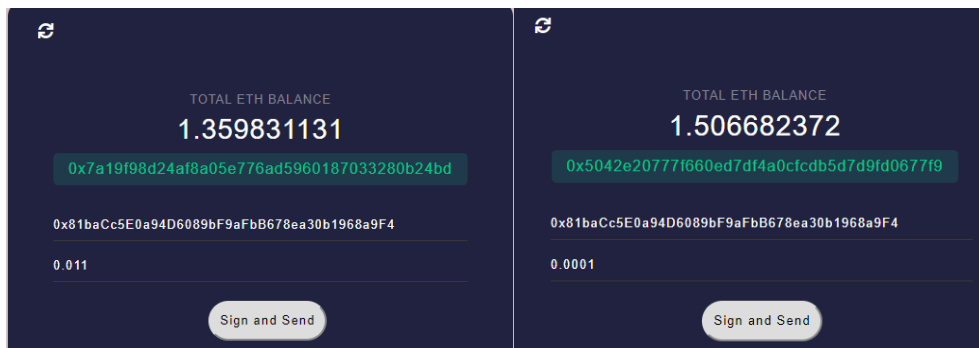 TOTAL ETH BALANCE
1.359831131
0x7a19f98d24af8a05e776ad5960187033280b24bd
0x81baCc5E0a94D6089bF9aFbB678ea30b1968a9F4
0.011
Sign and Send
TOTAL ETH BALANCE
1.506682372
0x5042e20777f660ed7df4a0cfcdb5d7d9fd0677f9
0x81baCc5E0a94D6089bF9aFbB678ea30b1968a9F4
0.0001
Sign and Send